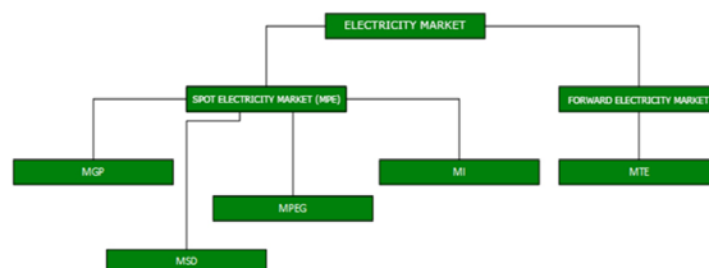 ELECTRICITY MARKET
SPOT ELECTRICITY MARKET (MPE)
FORWARD ELECTRICITY MARKET
MGP
MI
MTE
MPEG
MSD